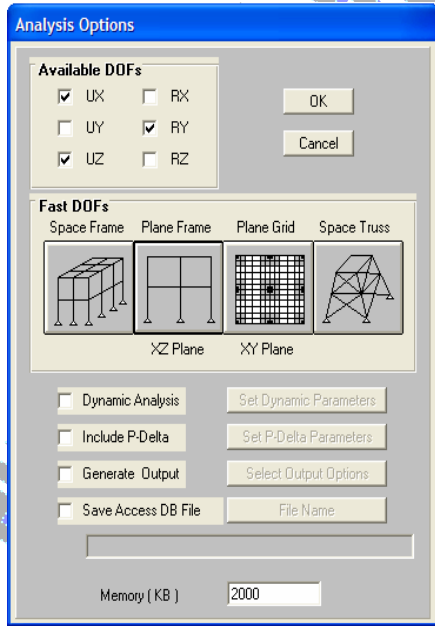 Analysis Options
Available DOFs
UX RX
UY RY
UZ RZ
OK
Cancel
Fast DOFs
Space Frame Plane Frame Plane Grid Space Truss
XZ Plane XY Plane
Dynamic Analysis Set Dynamic Parameters
Include P-Delta Set P-Delta Parameters
Generate Output Select Output Options
Save Access DB File File Name
Memory ( KB ) 2000